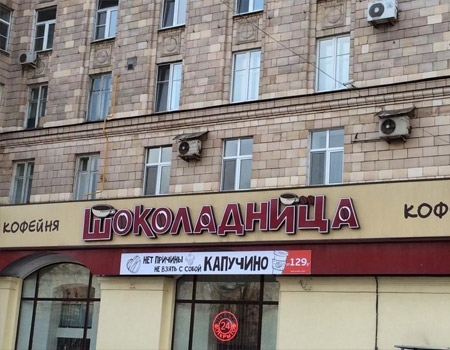 КОФЕЙНЯ
ШОКОЛАДНИЦА
КОФ
НЕТ ПРИЧИНЫ
НЕ ВЗЯТЬ С СОБОЙ
КАПУЧИНО
129
24